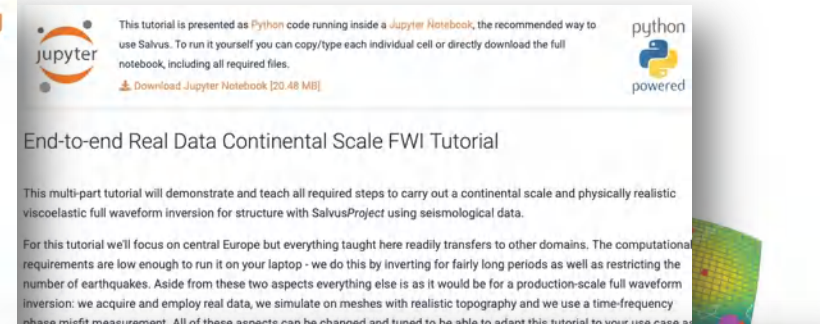 This tutorial is presented as Python code running inside a Jupyter Notebook, the recommended way to
use Salvus. To run it yourself you can copy/type each individual cell or directly download the full
notebook, including all required files.
Download Jupyter Notebook [20.48 MB]
jupyter
python
powered
End-to-end Real Data Continental Scale FWI Tutorial
This multi-part tutorial will demonstrate and teach all required steps to carry out a continental scale and physically realistic
viscoelastic full waveform inversion for structure with SalvusProject using seismological data.
For this tutorial we'll focus on central Europe but everything taught here readily transfers to other domains. The computational
requirements are low enough to run it on your laptop - we do this by inverting for fairly long periods as well as restricting the
number of earthquakes. Aside from these two aspects everything else is as it would be for a production-scale full waveform
inversion: we acquire and employ real data, we simulate on meshes with realistic topography and we use a time-frequency
phase misfit measurement. All of these aspects can be changed and tuned to be able to adapt this tutorial to your use case as